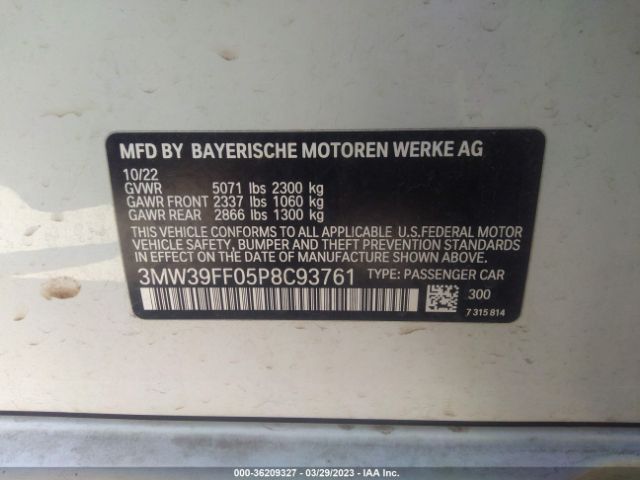 MFD BY BAYERISCHE MOTOREN WERKE AG
10/22
GVWR 5071 lbs 2300 kg
GAWR FRONT 2337 lbs 1060 kg
GAWR REAR 2866 lbs 1300 kg
THIS VEHICLE CONFORMS TO ALL APPLICABLE U.S.FEDERAL MOTOR
VEHICLE SAFETY, BUMPER AND THEFT PREVENTION STANDARDS
IN EFFECT ON THE DATE OF MANUFACTURE SHOWN ABOVE
3MW39FF05P8C93761 TYPE: PASSENGER CAR
300
7 315 814
000-36209327 - 03/29/2023 - IAA Inc.